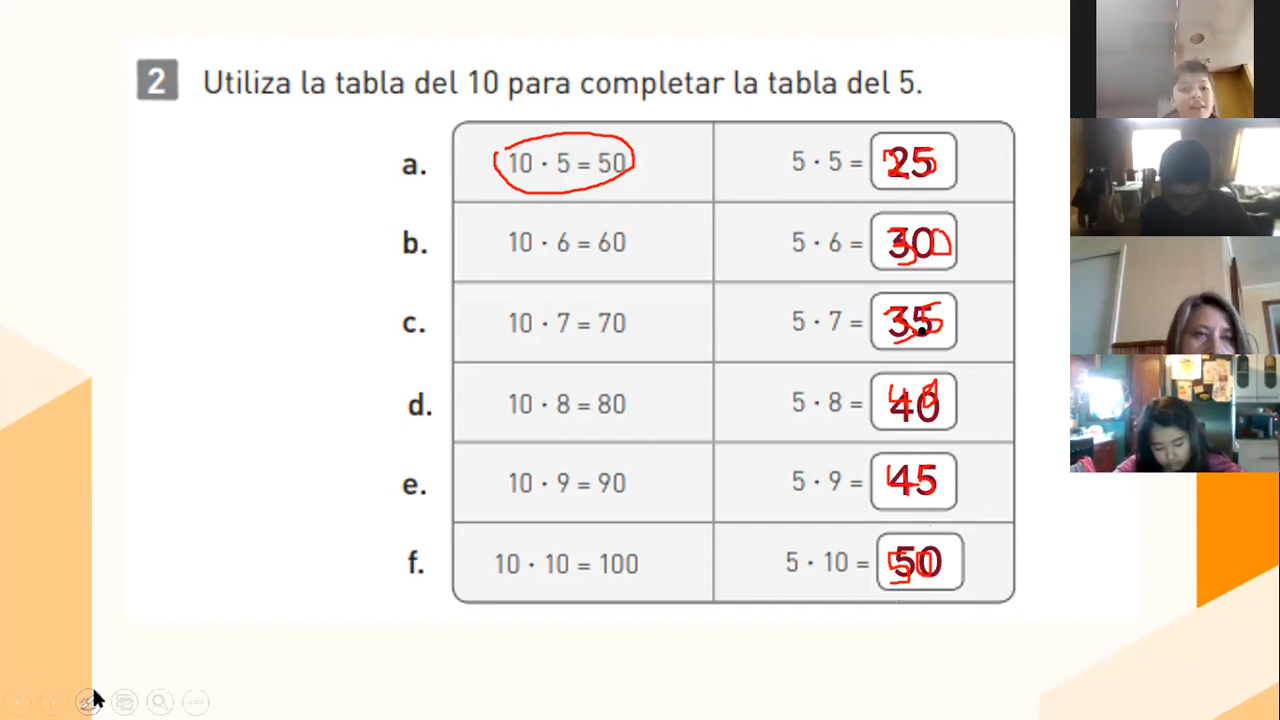 2 Utiliza la tabla del 10 para completar la tabla del 5.
a. 10 · 5 = 50 5 · 5 = 25
b. 10 · 6 = 60 5 · 6 = 30
c. 10 · 7 = 70 5 · 7 = 35
d. 10 · 8 = 80 5 · 8 = 40
e. 10 · 9 = 90 5 · 9 = 45
f. 10 · 10 = 100 5 · 10 = 50